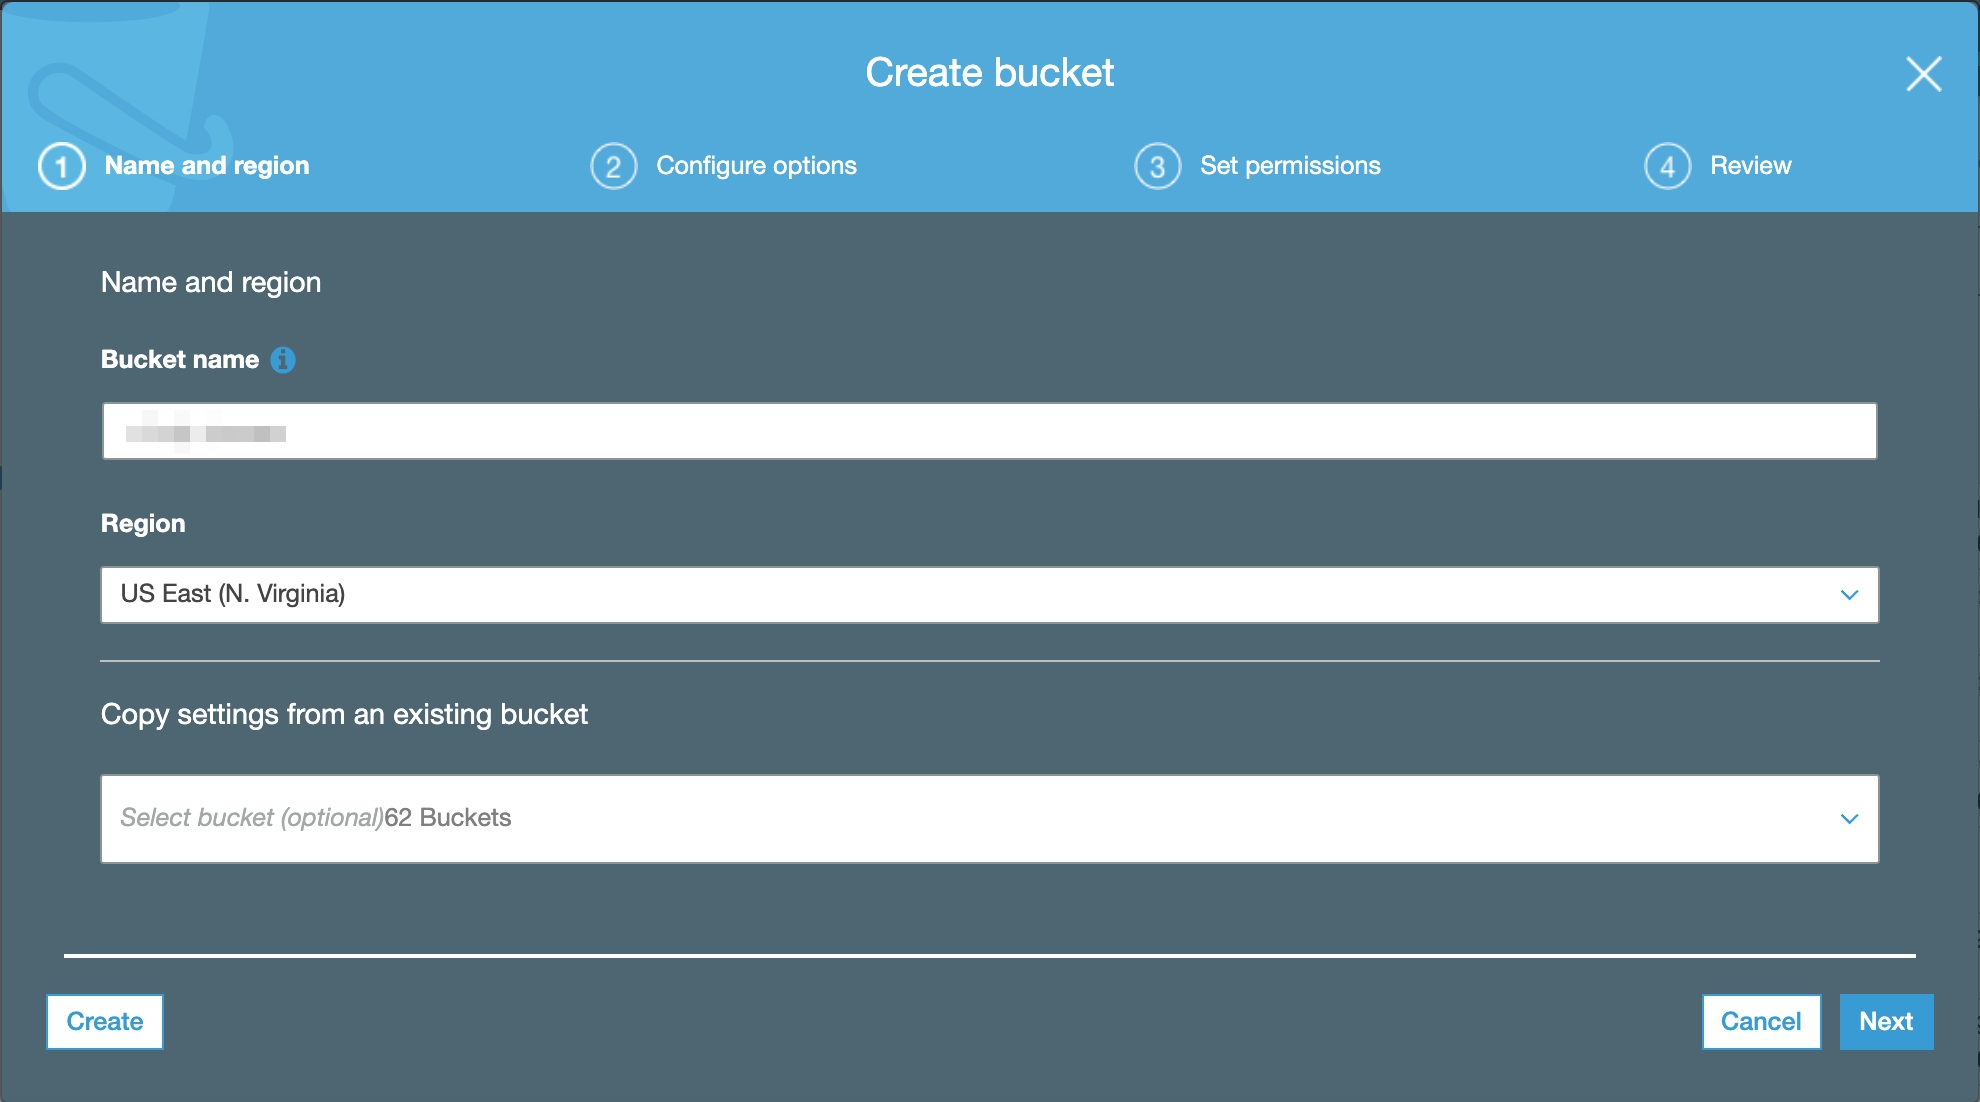 Create bucket
1 Name and region
2 Configure options
3 Set permissions
4 Review
Name and region
Bucket name
Region
US East (N. Virginia)
Copy settings from an existing bucket
Select bucket (optional)62 Buckets
Create
Cancel
Next